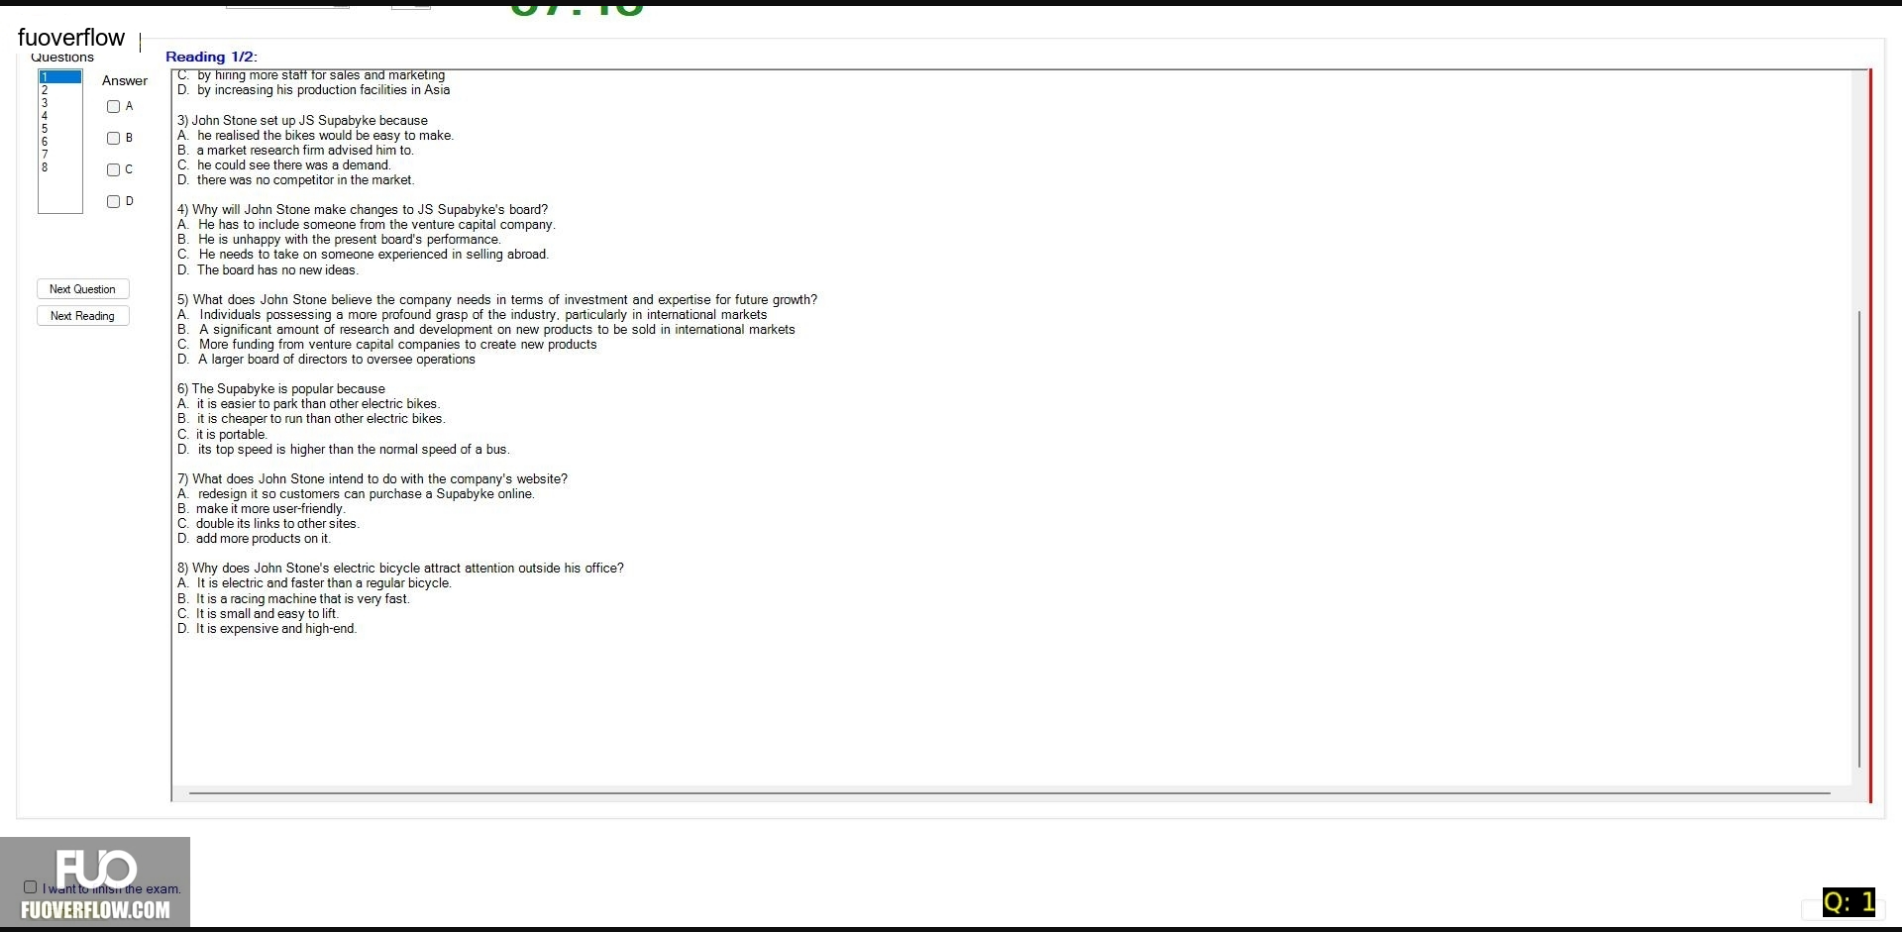 fuoverflow
Questions
Reading 1/2:
1
2
3
4
5
6
7
8
Answer
A
B
C
D
Next Question
Next Reading
C. by hiring more staff for sales and marketing
D. by increasing his production facilities in Asia
3) John Stone set up JS Supabyke because
A. he realised the bikes would be easy to make.
B. a market research firm advised him to.
C. he could see there was a demand.
D. there was no competitor in the market.
4) Why will John Stone make changes to JS Supabyke's board?
A. He has to include someone from the venture capital company.
B. He is unhappy with the present board's performance.
C. He needs to take on someone experienced in selling abroad.
D. The board has no new ideas.
5) What does John Stone believe the company needs in terms of investment and expertise for future growth?
A. Individuals possessing a more profound grasp of the industry, particularly in international markets
B. A significant amount of research and development on new products to be sold in international markets
C. More funding from venture capital companies to create new products
D. A larger board of directors to oversee operations
6) The Supabyke is popular because
A. it is easier to park than other electric bikes.
B. it is cheaper to run than other electric bikes.
C. it is portable.
D. its top speed is higher than the normal speed of a bus.
7) What does John Stone intend to do with the company's website?
A. redesign it so customers can purchase a Supabyke online.
B. make it more user-friendly.
C. double its links to other sites.
D. add more products on it.
8) Why does John Stone's electric bicycle attract attention outside his office?
A. It is electric and faster than a regular bicycle.
B. It is a racing machine that is very fast.
C. It is small and easy to lift.
D. It is expensive and high-end.
FUO
I want to finish the exam.
FUOVERFLOW.COM
Q: 1